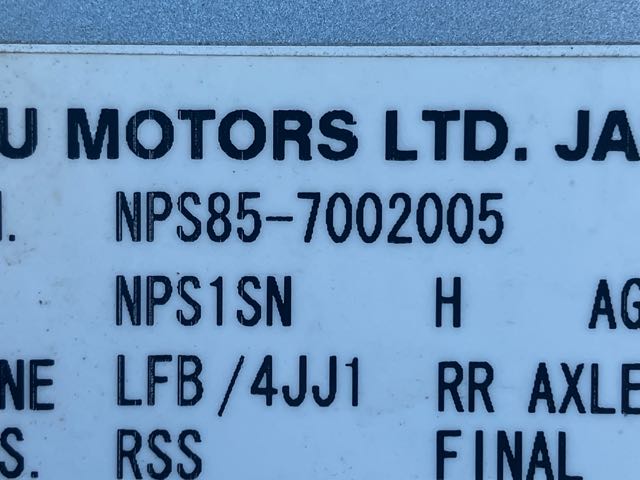 U MOTORS LTD. JA
. NPS85-7002005
NPS1SN H AG
NE LFB/4JJ1 RR AXLE
S. RSS FINAL